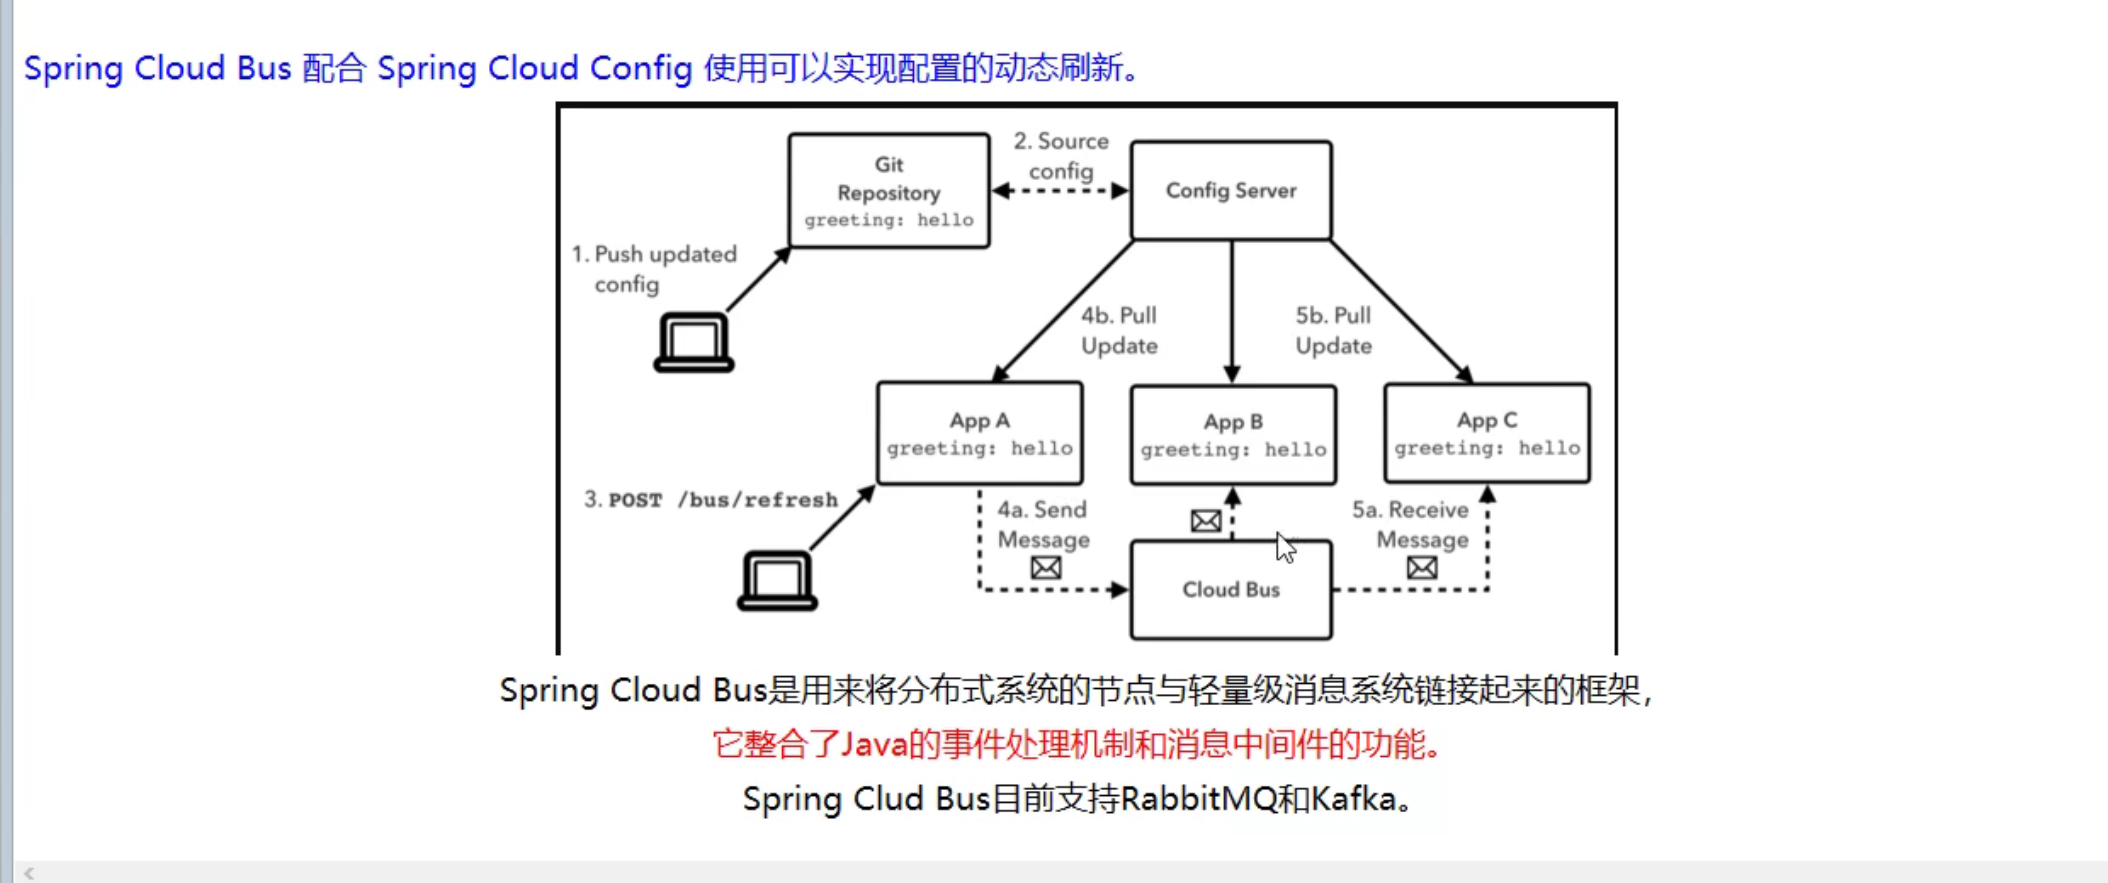 Spring Cloud Bus 配合 Spring Cloud Config 使用可以实现配置的动态刷新。
Git
Repository
greeting: hello
2. Source
config
Config Server
1. Push updated
config
4b. Pull
Update
5b. Pull
Update
App A
greeting: hello
App B
greeting: hello
App C
greeting: hello
3. POST /bus/refresh
4a. Send
Message
5a. Receive
Message
Cloud Bus
Spring Cloud Bus是用来将分布式系统的节点与轻量级消息系统链接起来的框架，
它整合了Java的事件处理机制和消息中间件的功能。
Spring Clud Bus目前支持RabbitMQ和Kafka。